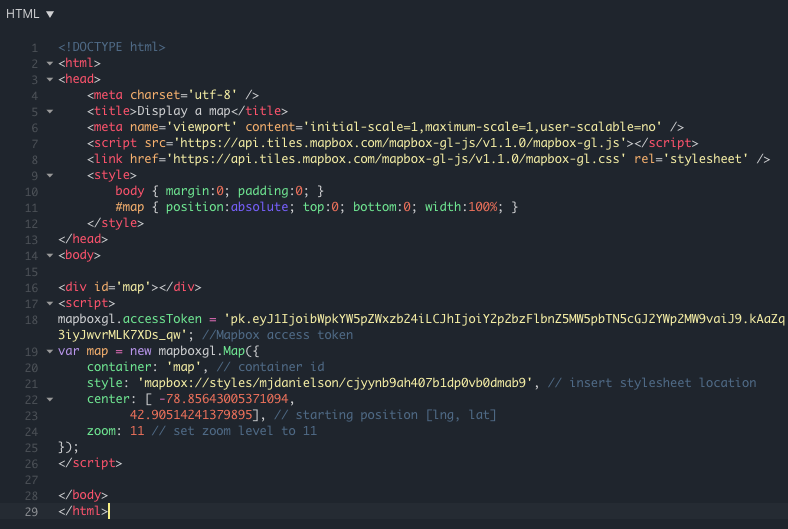 HTML ▼
1 <!DOCTYPE html>
2 <html>
3 <head>
4     <meta charset='utf-8' />
5     <title>Display a map</title>
6     <meta name='viewport' content='initial-scale=1,maximum-scale=1,user-scalable=no' />
7     <script src='https://api.tiles.mapbox.com/mapbox-gl-js/v1.1.0/mapbox-gl.js'></script>
8     <link href='https://api.tiles.mapbox.com/mapbox-gl-js/v1.1.0/mapbox-gl.css' rel='stylesheet' />
9     <style>
10         body { margin:0; padding:0; }
11         #map { position:absolute; top:0; bottom:0; width:100%; }
12     </style>
13 </head>
14 <body>
15
16 <div id='map'></div>
17 <script>
18 mapboxgl.accessToken = 'pk.eyJ1IjoibWpkYW5pZWxzb24iLCJhIjoiY2p2bzFlbnZ5MW5pbTN5cGJ2YWp2MW9vaiJ9.kAaZq
3iyJwvrMLK7XDs_qw'; //Mapbox access token
19 var map = new mapboxgl.Map({
20     container: 'map', // container id
21     style: 'mapbox://styles/mjdanielson/cjyynb9ah407b1dp0vb0dmab9', // insert stylesheet location
22     center: [ -78.85643005371094,
23          42.90514241379895], // starting position [lng, lat]
24     zoom: 11 // set zoom level to 11
25 });
26 </script>
27
28 </body>
29 </html>